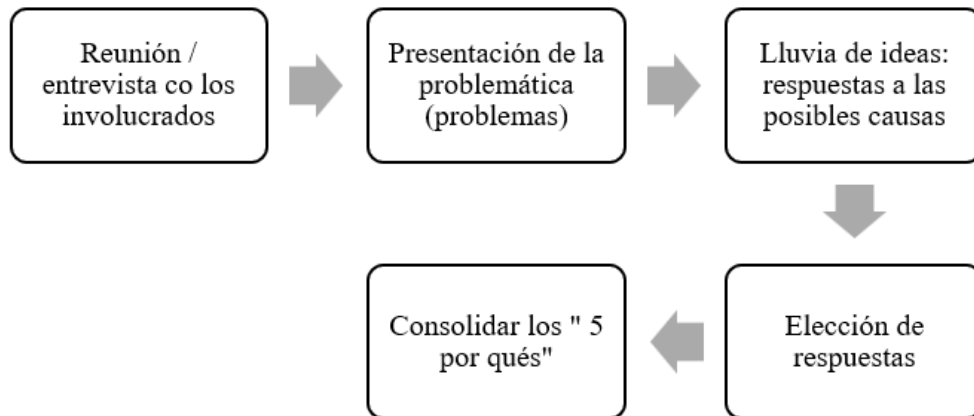 Reunión /
entrevista co los
involucrados
Presentación de la
problemática
(problemas)
Lluvia de ideas:
respuestas a las
posibles causas
Elección de
respuestas
Consolidar los " 5
por qués"